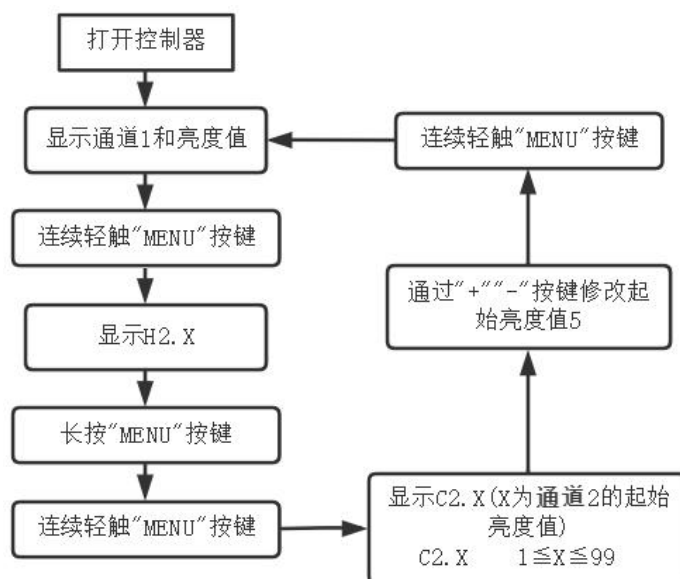 打开控制器
显示通道1和亮度值
连续轻触"MENU"按键
显示H2.X
长按"MENU"按键
连续轻触"MENU"按键
显示C2.X(X为通道2的起始
亮度值)
C2.X 1≦X≦99
通过"+""-"按键修改起
始亮度值5
连续轻触"MENU"按键